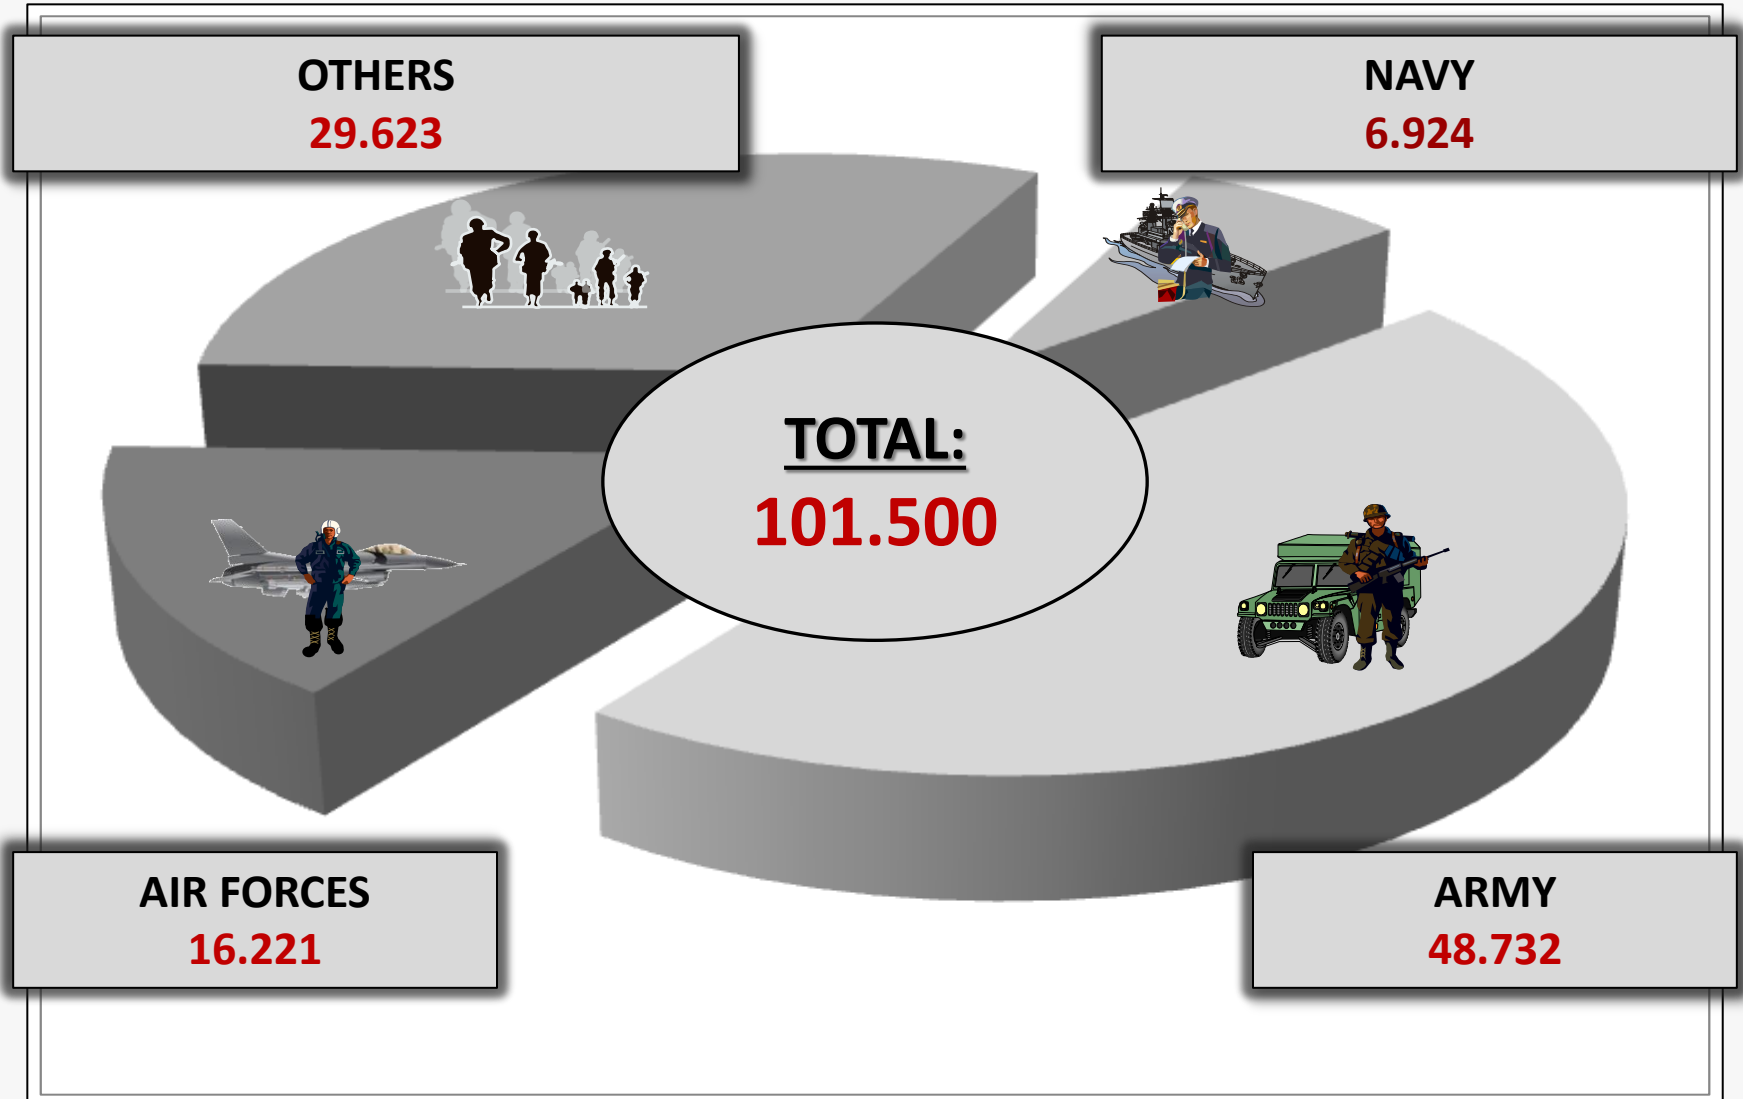 OTHERS
29.623
NAVY
6.924
TOTAL:
101.500
AIR FORCES
16.221
ARMY
48.732